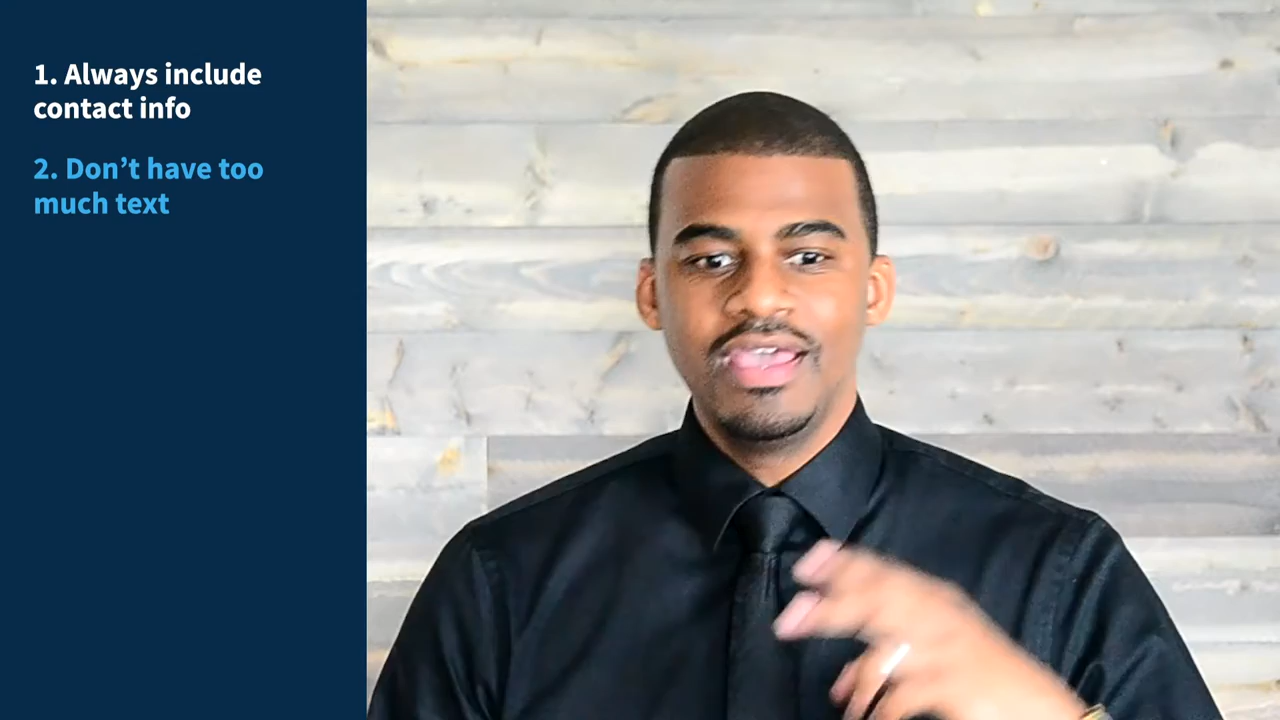 1. Always include
contact info
2. Don’t have too
much text